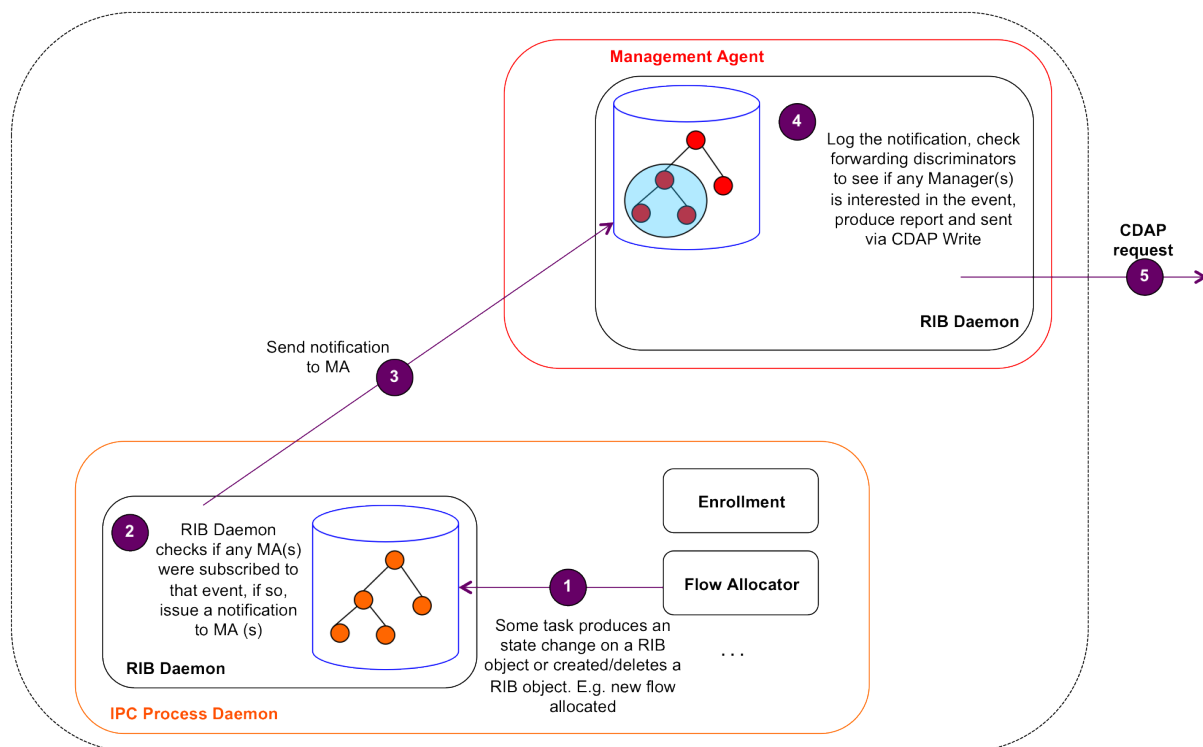 Management Agent
4
Log the notification, check
forwarding discriminators
to see if any Manager(s)
is interested in the event,
produce report and sent
via CDAP Write
RIB Daemon
CDAP
request
5
Send notification
to MA
3
Enrollment
2
RIB Daemon
checks if any MA(s)
were subscribed to
that event, if so,
issue a notification
to MA (s)
RIB Daemon
1
Flow Allocator
Some task produces an
state change on a RIB
object or created/deletes a
RIB object. E.g. new flow
allocated
...
IPC Process Daemon